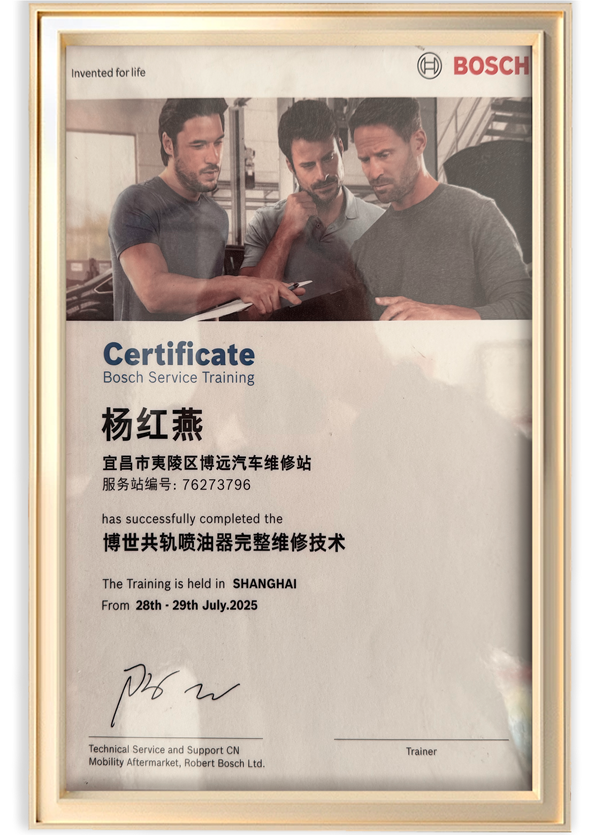 Invented for life
BOSCH
Certificate
Bosch Service Training
杨红燕
宜昌市夷陵区博远汽车维修站
服务站编号: 76273796
has successfully completed the
博世共轨喷油器完整维修技术
The Training is held in SHANGHAI
From 28th - 29th July.2025
Technical Service and Support CN
Mobility Aftermarket, Robert Bosch Ltd.
Trainer